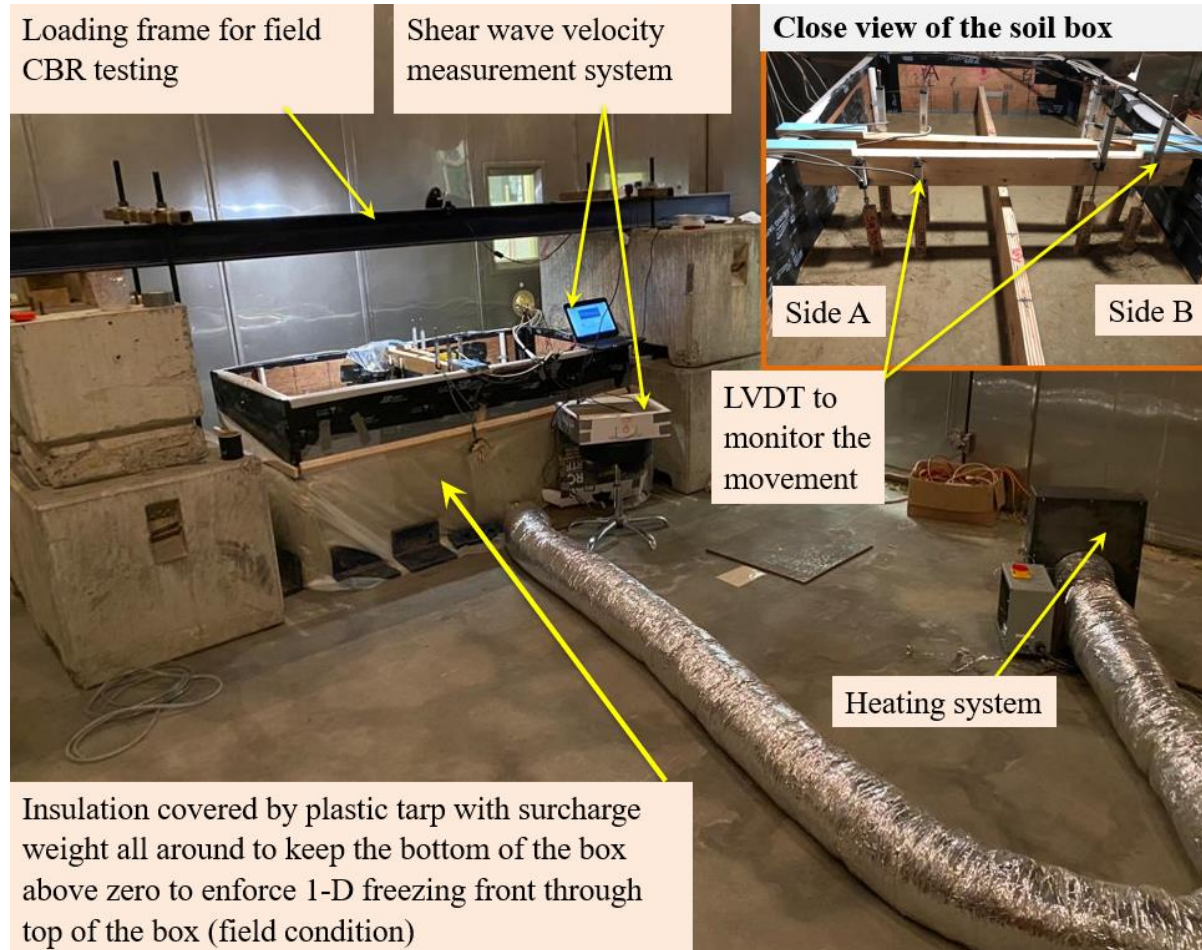 Loading frame for field
CBR testing
Shear wave velocity
measurement system
Close view of the soil box
Side A
Side B
LVDT to
monitor the
movement
Heating system
Insulation covered by plastic tarp with surcharge
weight all around to keep the bottom of the box
above zero to enforce 1-D freezing front through
top of the box (field condition)